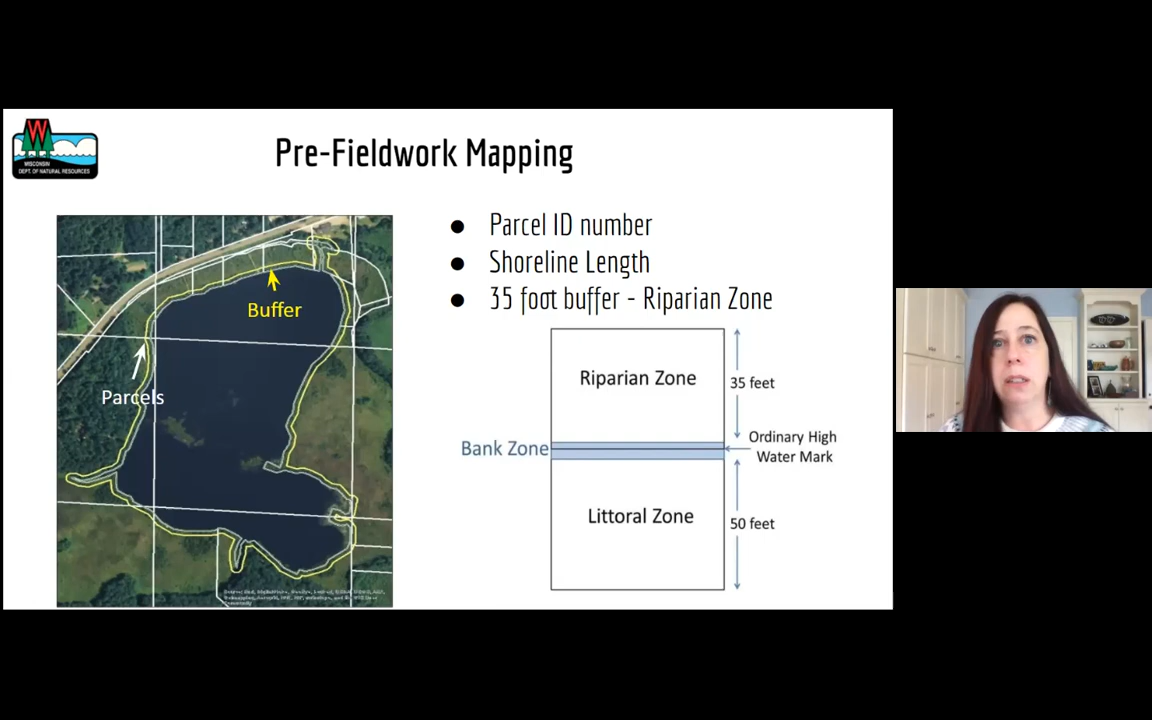 W
WISCONSIN
DEPT. OF NATURAL RESOURCES
Pre-Fieldwork Mapping
Buffer
Parcels
● Parcel ID number
● Shoreline Length
● 35 foot buffer - Riparian Zone
Riparian Zone
35 feet
Bank Zone
Ordinary High
Water Mark
Littoral Zone
50 feet